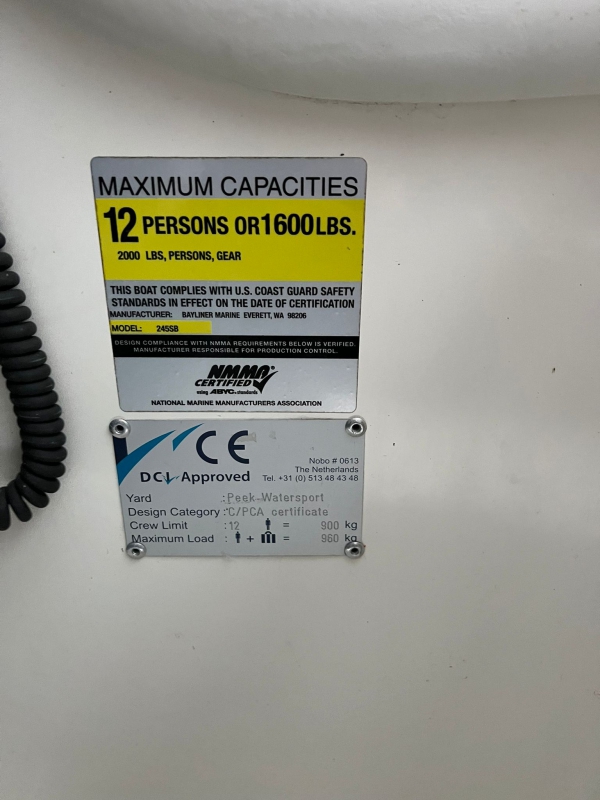 MAXIMUM CAPACITIES
12 PERSONS OR 1600 LBS.
2000 LBS, PERSONS, GEAR
THIS BOAT COMPLIES WITH U.S. COAST GUARD SAFETY
STANDARDS IN EFFECT ON THE DATE OF CERTIFICATION
MANUFACTURER: BAYLINER MARINE EVERETT, WA 98206
MODEL: 245SB
DESIGN COMPLIANCE WITH NMMA REQUIREMENTS BELOW IS VERIFIED.
MANUFACTURER RESPONSIBLE FOR PRODUCTION CONTROL.
NMMA
CERTIFIED
using ABYC standards
NATIONAL MARINE MANUFACTURERS ASSOCIATION
CE
DCI Approved
Nobo # 0613
The Netherlands
Tel. +31 (0) 513 48 43 48
Yard : Peek Watersport
Design Category : C/PCA certificate
Crew Limit : 12 = 900 kg
Maximum Load : + = 960 kg